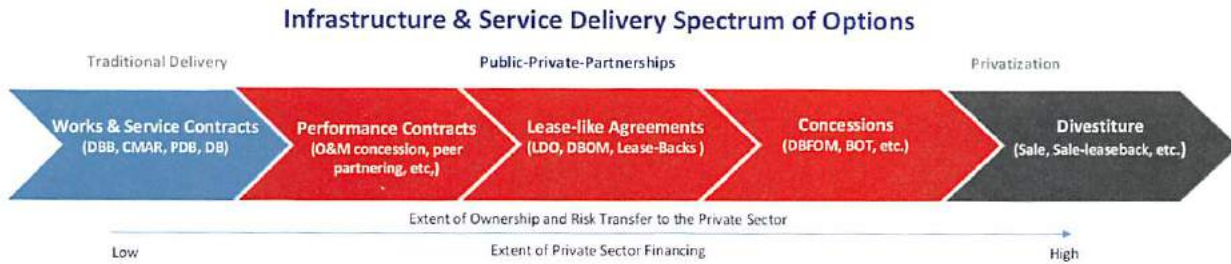 Infrastructure & Service Delivery Spectrum of Options
Traditional Delivery
Public-Private-Partnerships
Privatization
Works & Service Contracts
(DBB, CMAR, PDB, DB)
Performance Contracts
(O&M concession, peer
partnering, etc,)
Lease-like Agreements
(LDO, DBOM, Lease-Backs )
Concessions
(DBFOM, BOT, etc.)
Divestiture
(Sale, Sale-leaseback, etc.)
Extent of Ownership and Risk Transfer to the Private Sector
Low
Extent of Private Sector Financing
High